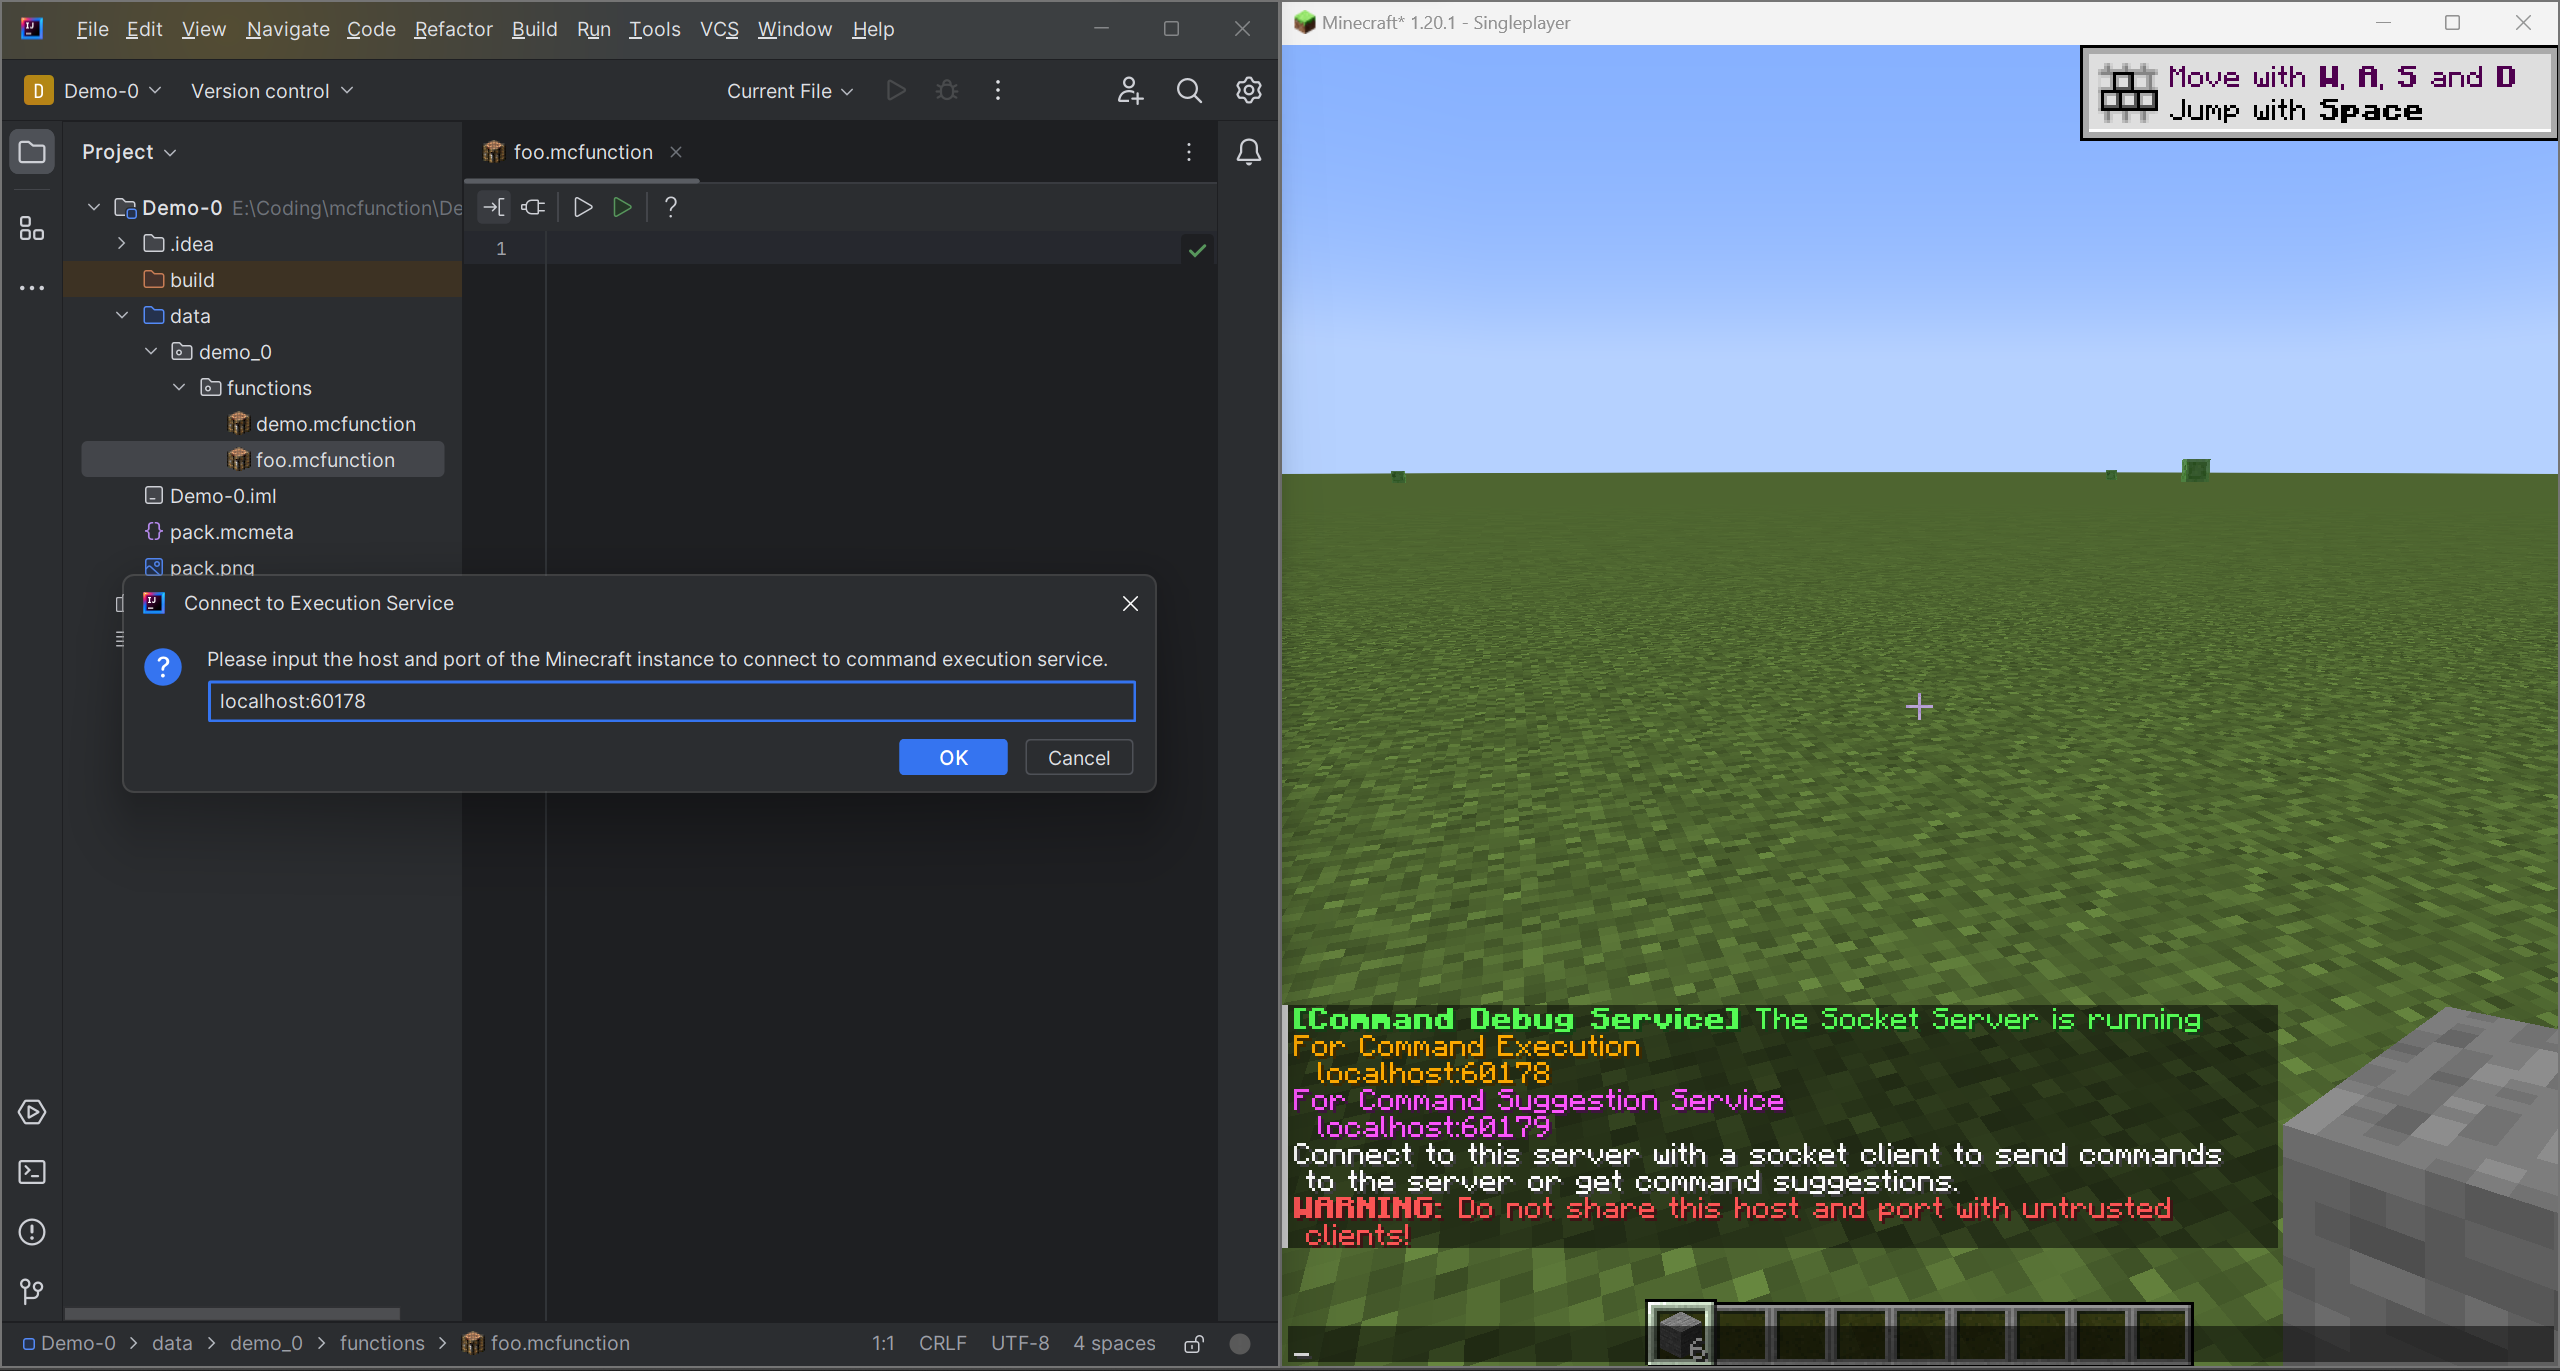 File Edit View Navigate Code Refactor Build Run Tools VCS Window Help
D Demo-0 Version control Current File
Project
foo.mcfunction
Demo-0 E:\Coding\mcfunction\De
.idea
build
data
demo_0
functions
demo.mcfunction
foo.mcfunction
Demo-0.iml
pack.mcmeta
pack.png
1
Connect to Execution Service
Please input the host and port of the Minecraft instance to connect to command execution service.
localhost:60178
OK Cancel
Demo-0 > data > demo_0 > functions > foo.mcfunction 1:1 CRLF UTF-8 4 spaces
Minecraft* 1.20.1 - Singleplayer
Move with W, A, S and D
Jump with Space
[Command Debug Service] The Socket Server is running
For Command Execution
localhost:60178
For Command Suggestion Service
localhost:60179
Connect to this server with a socket client to send commands
to the server or get command suggestions.
WARNING: Do not share this host and port with untrusted
clients!
_
6